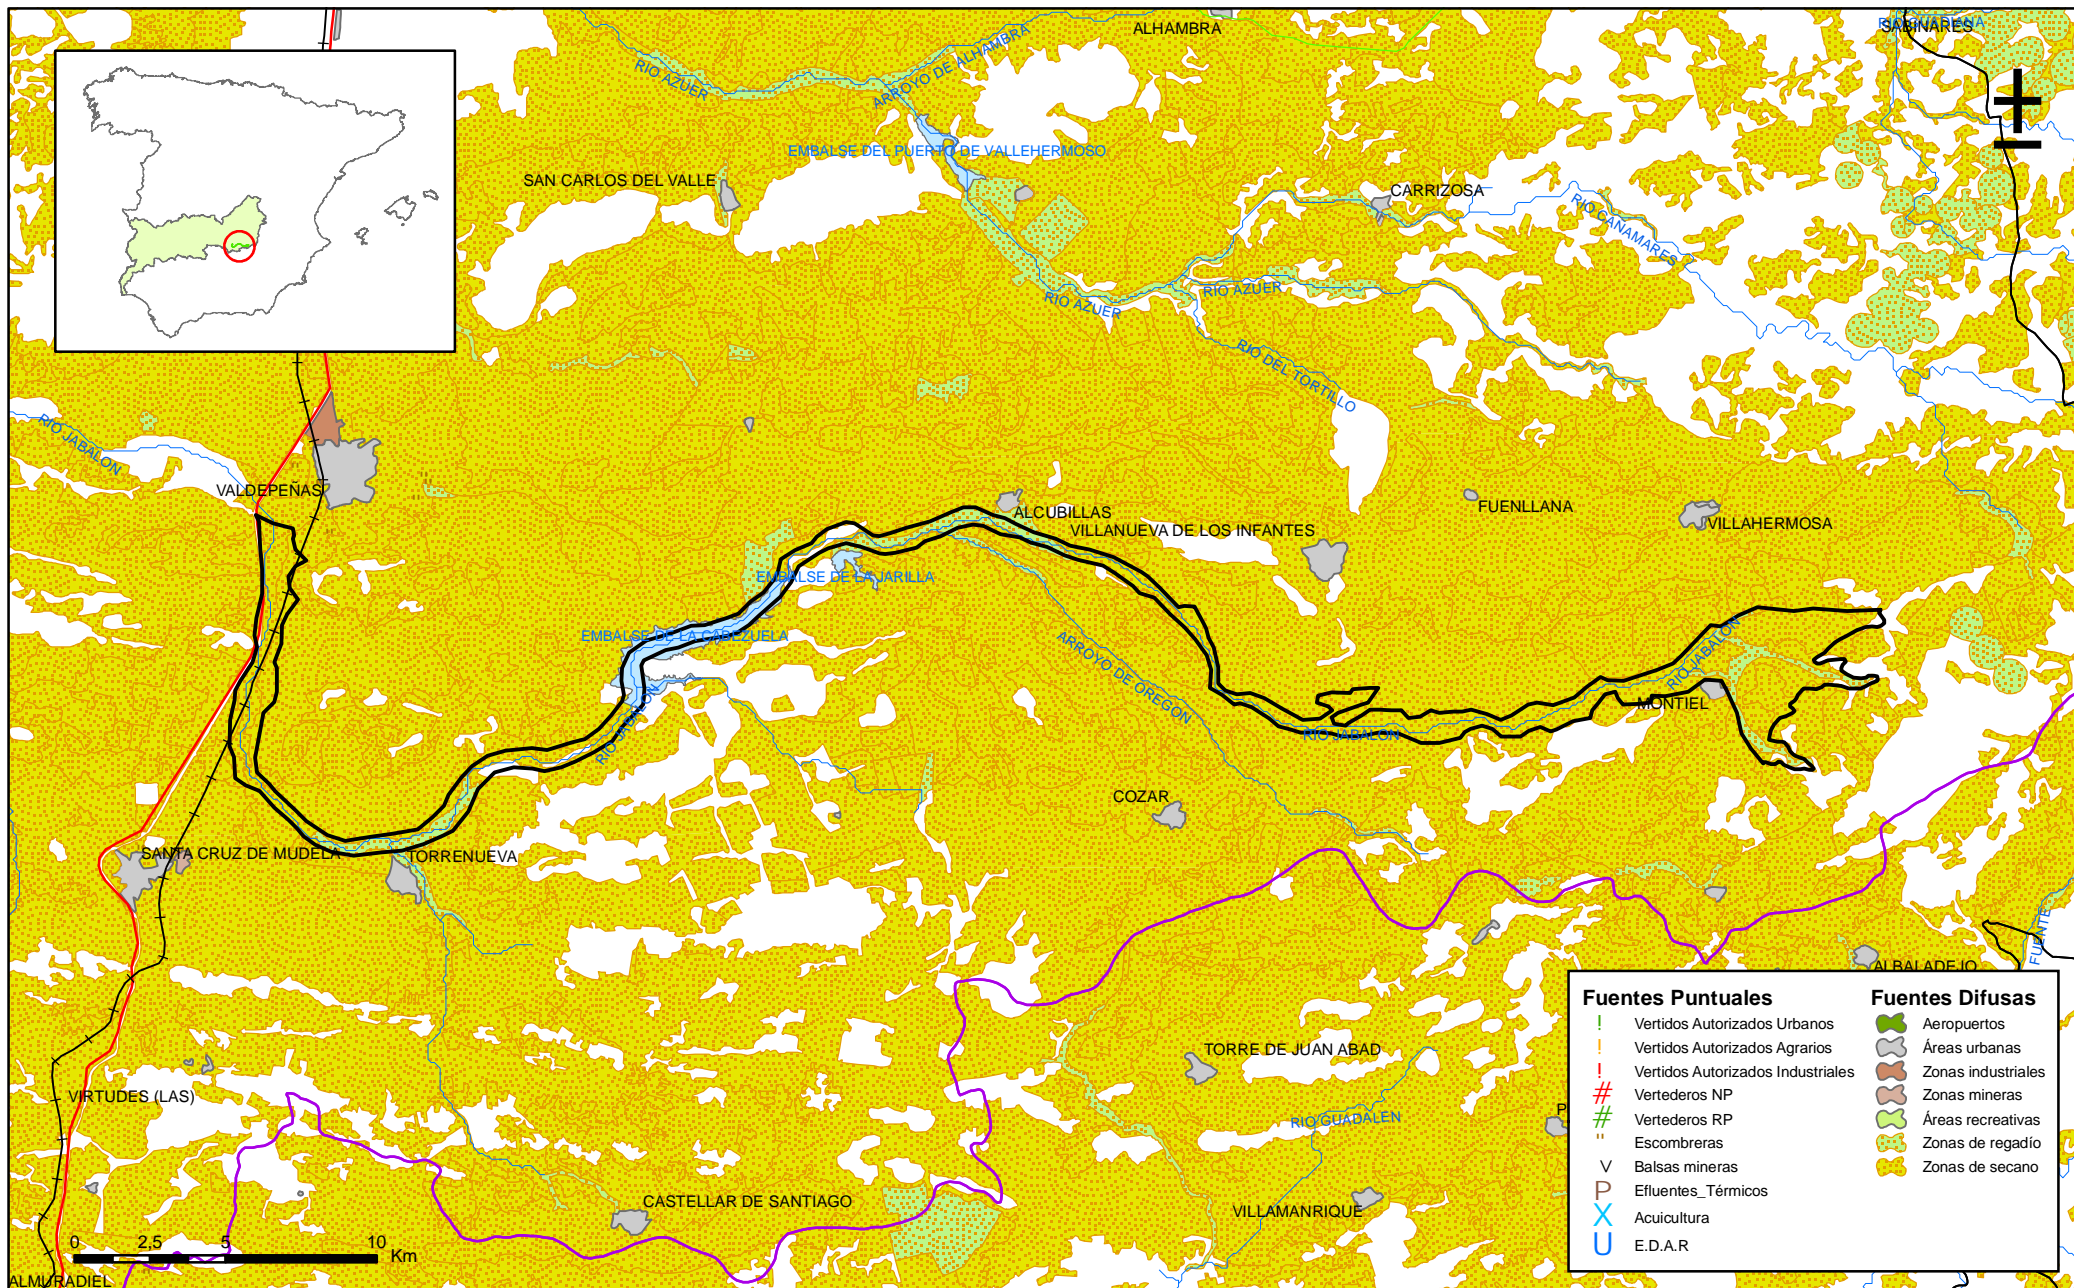 ALHAMBRA
RIO GUADIANA
SABINARES
RIO AZUER
ARROYO DE ALHAMBRA
EMBALSE DEL PUERTO DE VALLEHERMOSO
SAN CARLOS DEL VALLE
CARRIZOSA
RIO CAÑAMARES
RIO AZUER
RIO AZUER
RIO DEL TORTILLO
RIO JABALON
VALDEPEÑAS
ALCUBILLAS
VILLANUEVA DE LOS INFANTES
FUENLLANA
VILLAHERMOSA
EMBALSE DE LA JARILLA
EMBALSE DE LA CABEZUELA
ARROYO DE OREGON
RIO JABALON
RIO JABALON
MONTIEL
RIO JABALON
COZAR
SANTA CRUZ DE MUDELA
TORRENUEVA
FUENTE
ALBALADEJO
TORRE DE JUAN ABAD
VIRTUDES (LAS)
RIO GUADALEN
P
CASTELLAR DE SANTIAGO
VILLAMANRIQUE
0 2,5 5 10
Km
ALMURADIEL
Fuentes Puntuales
! Vertidos Autorizados Urbanos
! Vertidos Autorizados Agrarios
! Vertidos Autorizados Industriales
# Vertederos NP
# Vertederos RP
" Escombreras
V Balsas mineras
P Efluentes_Térmicos
X Acuicultura
U E.D.A.R
Fuentes Difusas
Aeropuertos
Áreas urbanas
Zonas industriales
Zonas mineras
Áreas recreativas
Zonas de regadío
Zonas de secano